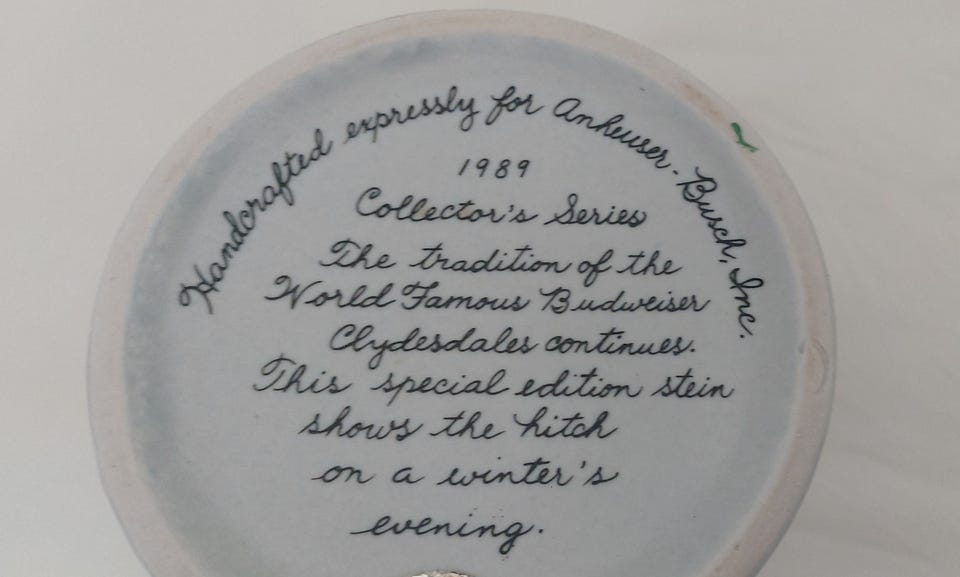 Handcrafted expressly for Anheuser-Busch, Inc.
1989
Collector's Series
The tradition of the
World Famous Budweiser
Clydesdales continues.
This special edition stein
shows the hitch
on a winter's
evening.